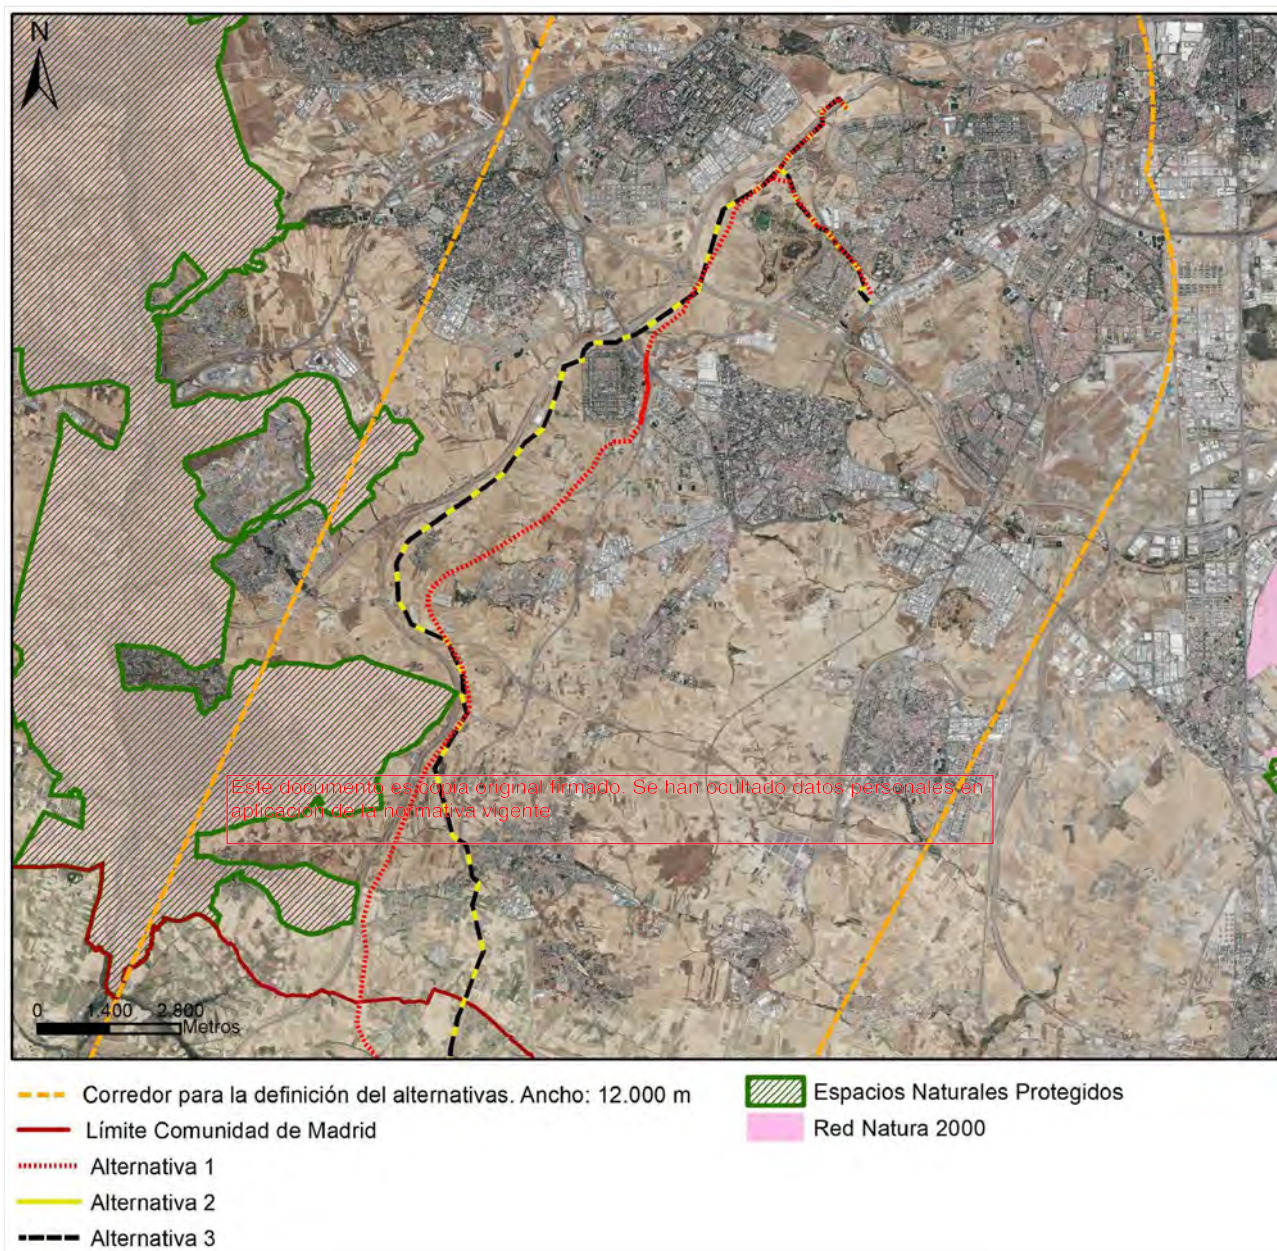 N
Este documento es copia original firmado. Se han ocultado datos personales en
aplicación de la normativa vigente
0 1.400 2.800
Metros
Corredor para la definición del alternativas. Ancho: 12.000 m
Límite Comunidad de Madrid
Alternativa 1
Alternativa 2
Alternativa 3
Espacios Naturales Protegidos
Red Natura 2000